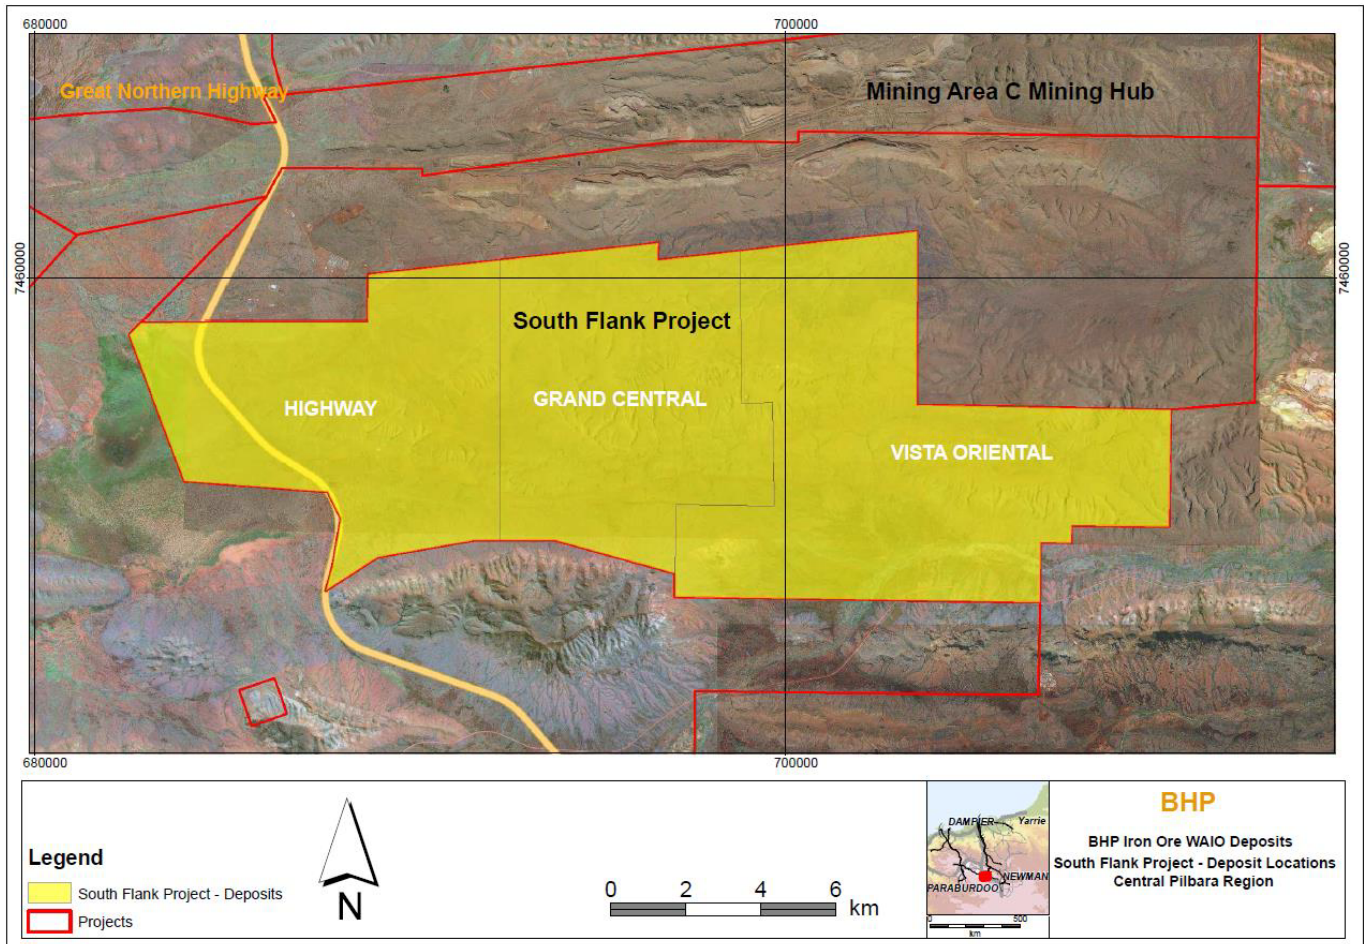 680000
700000
Great Northern Highway
Mining Area C Mining Hub
7460000
7460000
South Flank Project
HIGHWAY
GRAND CENTRAL
VISTA ORIENTAL
680000
700000
Legend
South Flank Project - Deposits
Projects
N
0 2 4 6
km
DAMPIER
Yarrie
NEWMAN
PARABURDOO
0 500
km
BHP
BHP Iron Ore WAIO Deposits
South Flank Project - Deposit Locations
Central Pilbara Region